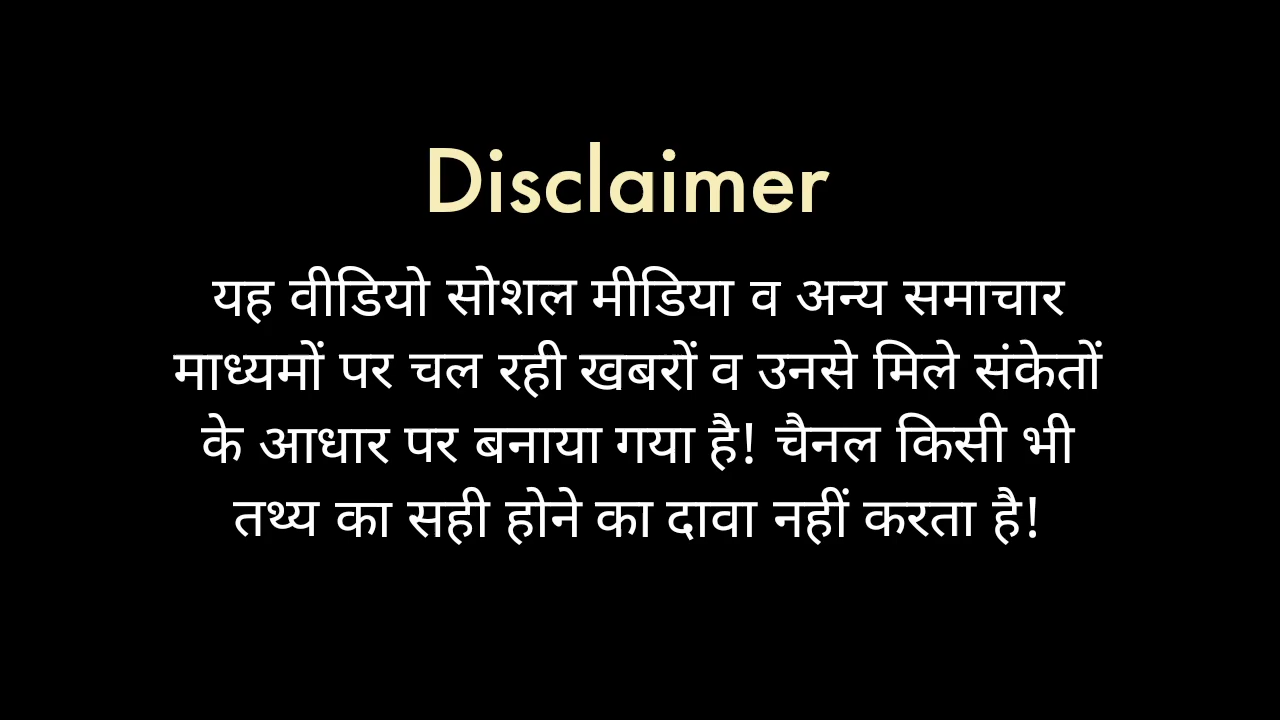 Disclaimer
यह वीडियो सोशल मीडिया व अन्य समाचार
माध्यमों पर चल रही खबरों व उनसे मिले संकेतों
के आधार पर बनाया गया है! चैनल किसी भी
तथ्य का सही होने का दावा नहीं करता है!